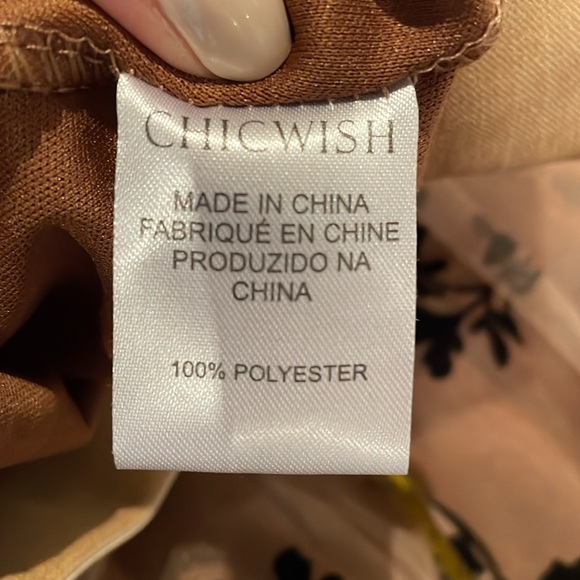 CHICWISH
MADE IN CHINA
FABRIQUÉ EN CHINE
PRODUZIDO NA
CHINA
100% POLYESTER